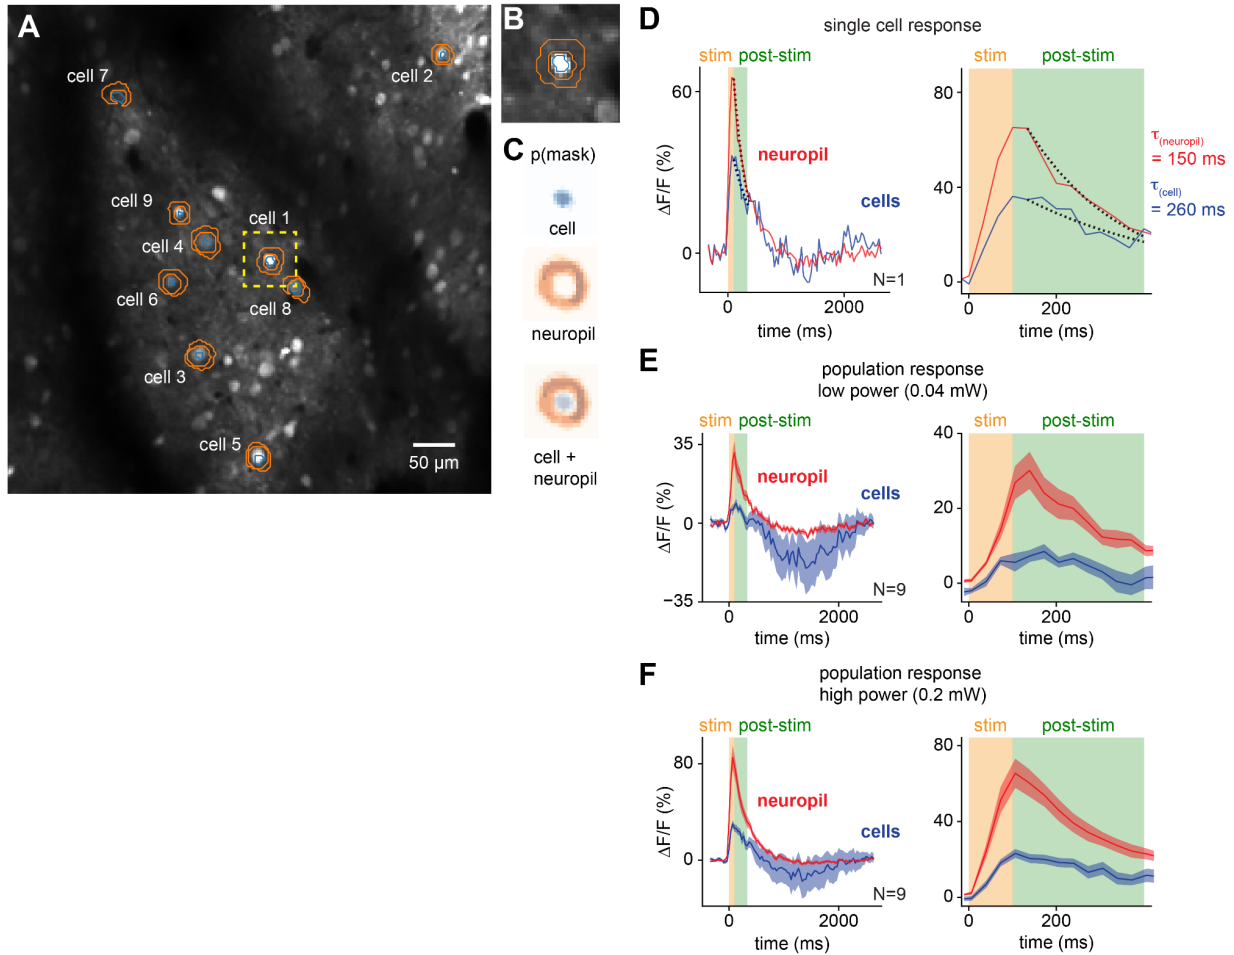 A
cell 7
cell 2
cell 9
cell 1
cell 4
cell 6
cell 8
cell 3
cell 5
50 µm
B
C
p(mask)
cell
neuropil
cell +
neuropil
D
single cell response
stim post-stim
stim post-stim
60
0
ΔF/F (%)
neuropil
cells
N=1
0 2000
time (ms)
80
40
0
0 200
time (ms)
τ(neuropil)
= 150 ms
τ(cell)
= 260 ms
E
population response
low power (0.04 mW)
stim post-stim
stim post-stim
35
0
−35
ΔF/F (%)
neuropil
cells
N=9
0 2000
time (ms)
40
20
0
0 200
time (ms)
F
population response
high power (0.2 mW)
stim post-stim
stim post-stim
80
0
ΔF/F (%)
neuropil
cells
N=9
0 2000
time (ms)
80
40
0
0 200
time (ms)